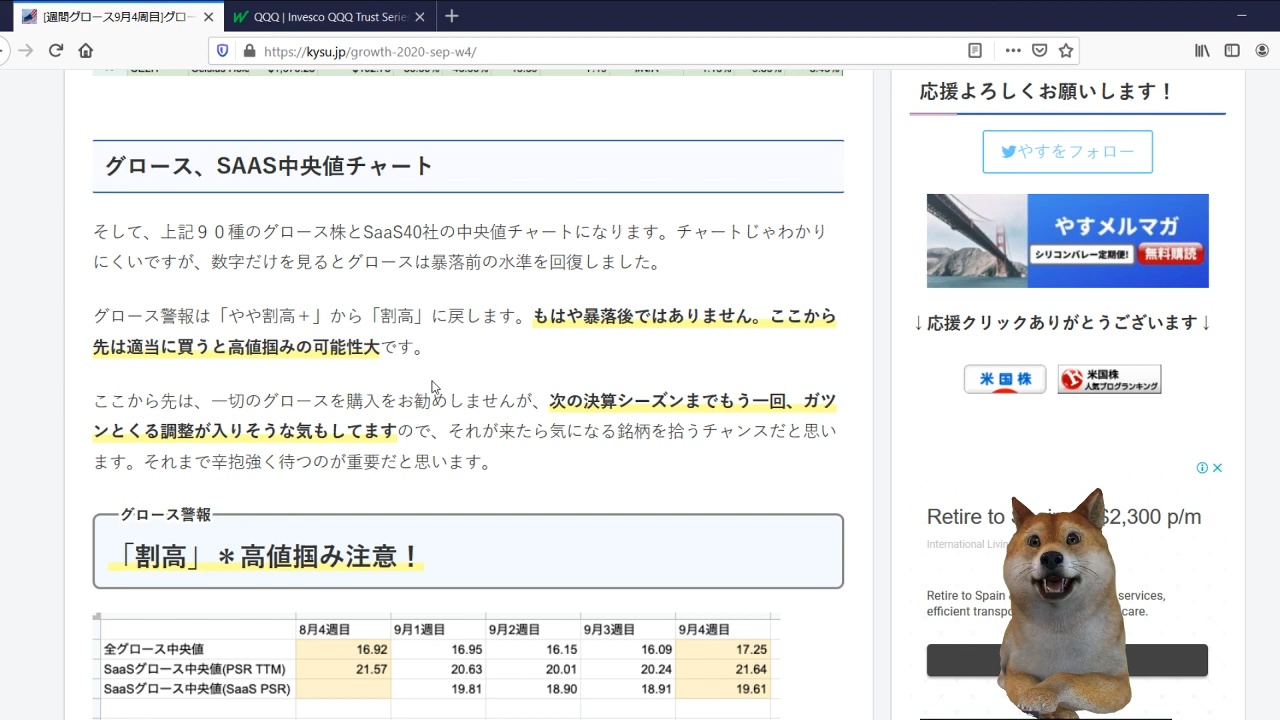 [週間グロース9月4周目]グロー
QQQ | Invesco QQQ Trust Serie
https://kysu.jp/growth-2020-sep-w4/
グロース、SAAS中央値チャート
そして、上記９０種のグロース株とSaaS40社の中央値チャートになります。チャートじゃわかり
にくいですが、数字だけを見るとグロースは暴落前の水準を回復しました。
グロース警報は「やや割高＋」から「割高」に戻します。もはや暴落後ではありません。ここから
先は適当に買うと高値掴みの可能性大です。
ここから先は、一切のグロースを購入をお勧めしませんが、次の決算シーズンまでもう一回、ガツ
ンとくる調整が入りそうな気もしてますので、それが来たら気になる銘柄を拾うチャンスだと思い
ます。それまで辛抱強く待つのが重要だと思います。
グロース警報
「割高」＊高値掴み注意！
8月4週目 9月1週目 9月2週目 9月3週目 9月4週目
全グロース中央値 16.92 16.95 16.15 16.09 17.25
SaaSグロース中央値(PSR TTM) 21.57 20.63 20.01 20.24 21.64
SaaSグロース中央値(SaaS PSR) 19.81 18.90 18.91 19.61
応援よろしくお願いします！
やすをフォロー
やすメルマガ
シリコンバレー定期便! 無料購読
↓応援クリックありがとうございます↓
米国株
米国株
人気ブログランキング
Retire to $2,300 p/m
International Livin
Retire to Spain services,
efficient transpo care.